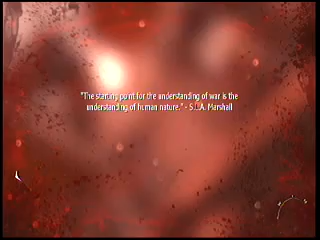 "The starting point for the understanding of war is the
understanding of human nature." - S.L.A. Marshall